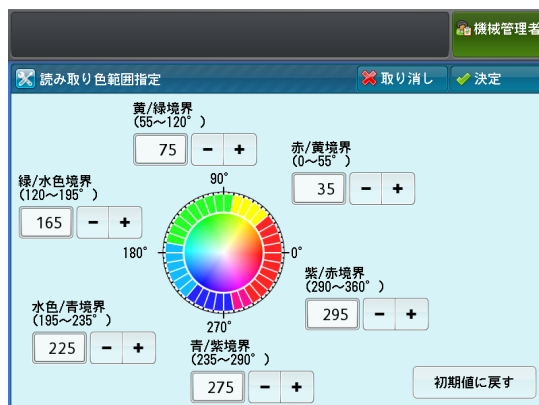 機械管理者
読み取り色範囲指定
取り消し
決定
黄/緑境界
(55～120°)
75
－ ＋
赤/黄境界
(0～55°)
35
－ ＋
緑/水色境界
(120～195°)
165
－ ＋
90°
180°
0°
270°
紫/赤境界
(290～360°)
295
－ ＋
水色/青境界
(195～235°)
225
－ ＋
青/紫境界
(235～290°)
275
－ ＋
初期値に戻す